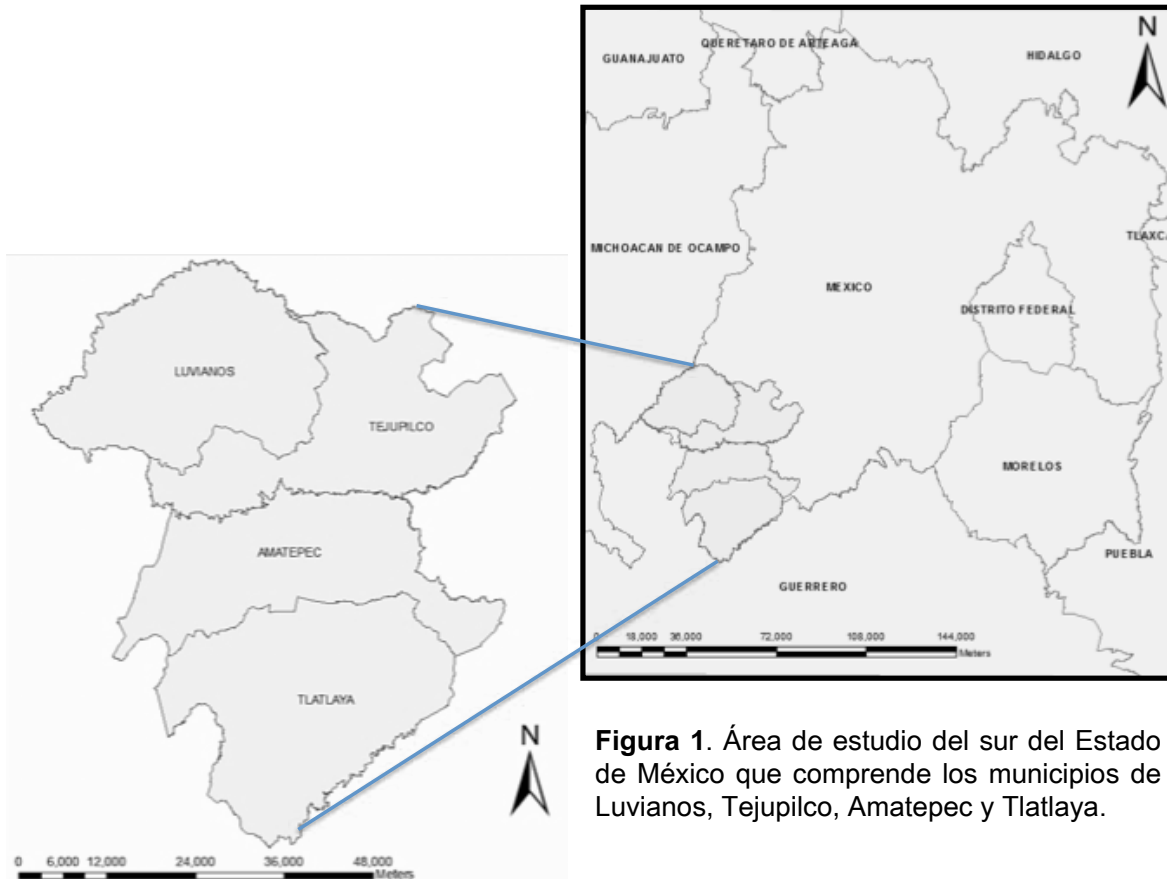 N
QUERETARO DE ARTEAGA
GUANAJUATO
HIDALGO
MICHOACAN DE OCAMPO
TLAXCA
MEXICO
DISTRITO FEDERAL
MORELOS
PUEBLA
GUERRERO
0 18,000 36,000 72,000 108,000 144,000
Meters
LUVIANOS
TEJUPILCO
AMATEPEC
TLATLAYA
N
0 6,000 12,000 24,000 36,000 48,000
Meters
Figura 1. Área de estudio del sur del Estado
de México que comprende los municipios de
Luvianos, Tejupilco, Amatepec y Tlatlaya.